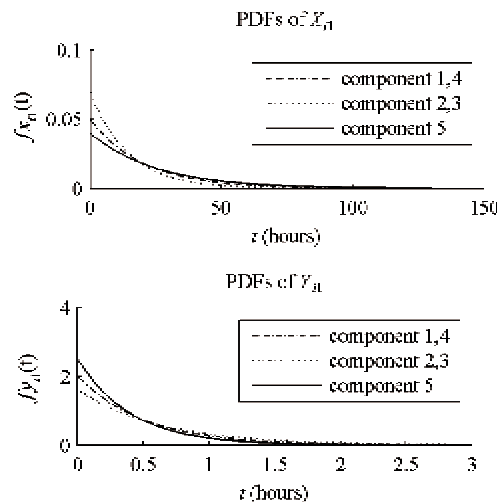 PDFs of X_i1
0.1
0.05
0
fx_i1(t)
component 1,4
component 2,3
component 5
0 50 100 150
t (hours)
PDFs of Y_i1
4
2
0
fy_i1(t)
component 1,4
component 2,3
component 5
0 0.5 1 1.5 2 2.5 3
t (hours)